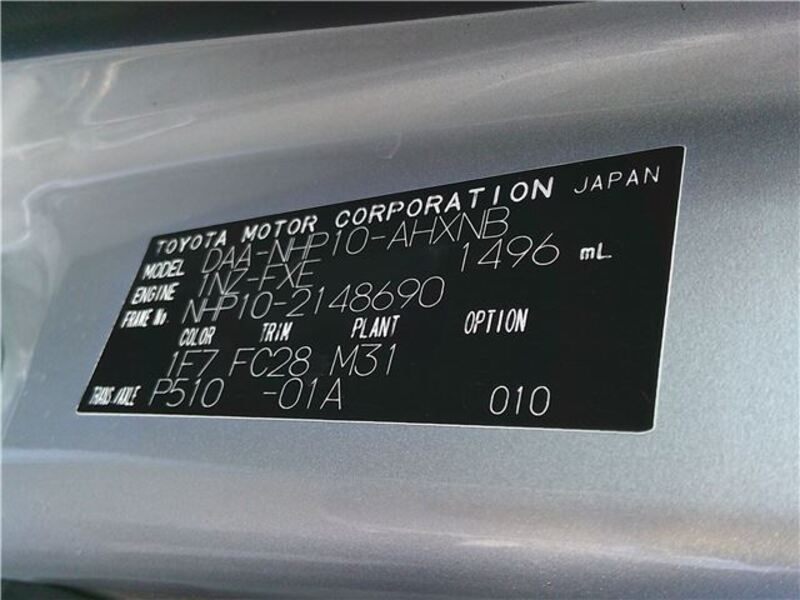 TOYOTA MOTOR CORPORATION JAPAN
MODEL DAA-NHP10-AHXNB
ENGINE 1NZ-FXE 1496 mL
FRAME No. NHP10-2148690
COLOR TRIM PLANT OPTION
1F7 FC28 M31
TRANS./AXLE P510 -01A 010